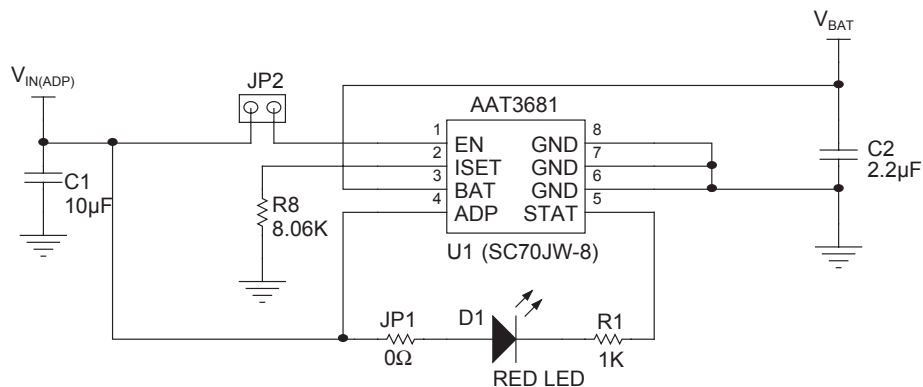 V_BAT
V_IN(ADP)
JP2
AAT3681
1 EN GND 8
2 ISET GND 7
3 BAT GND 6
4 ADP STAT 5
U1 (SC70JW-8)
C1
10µF
R8
8.06K
C2
2.2µF
JP1
0Ω
D1
RED LED
R1
1K